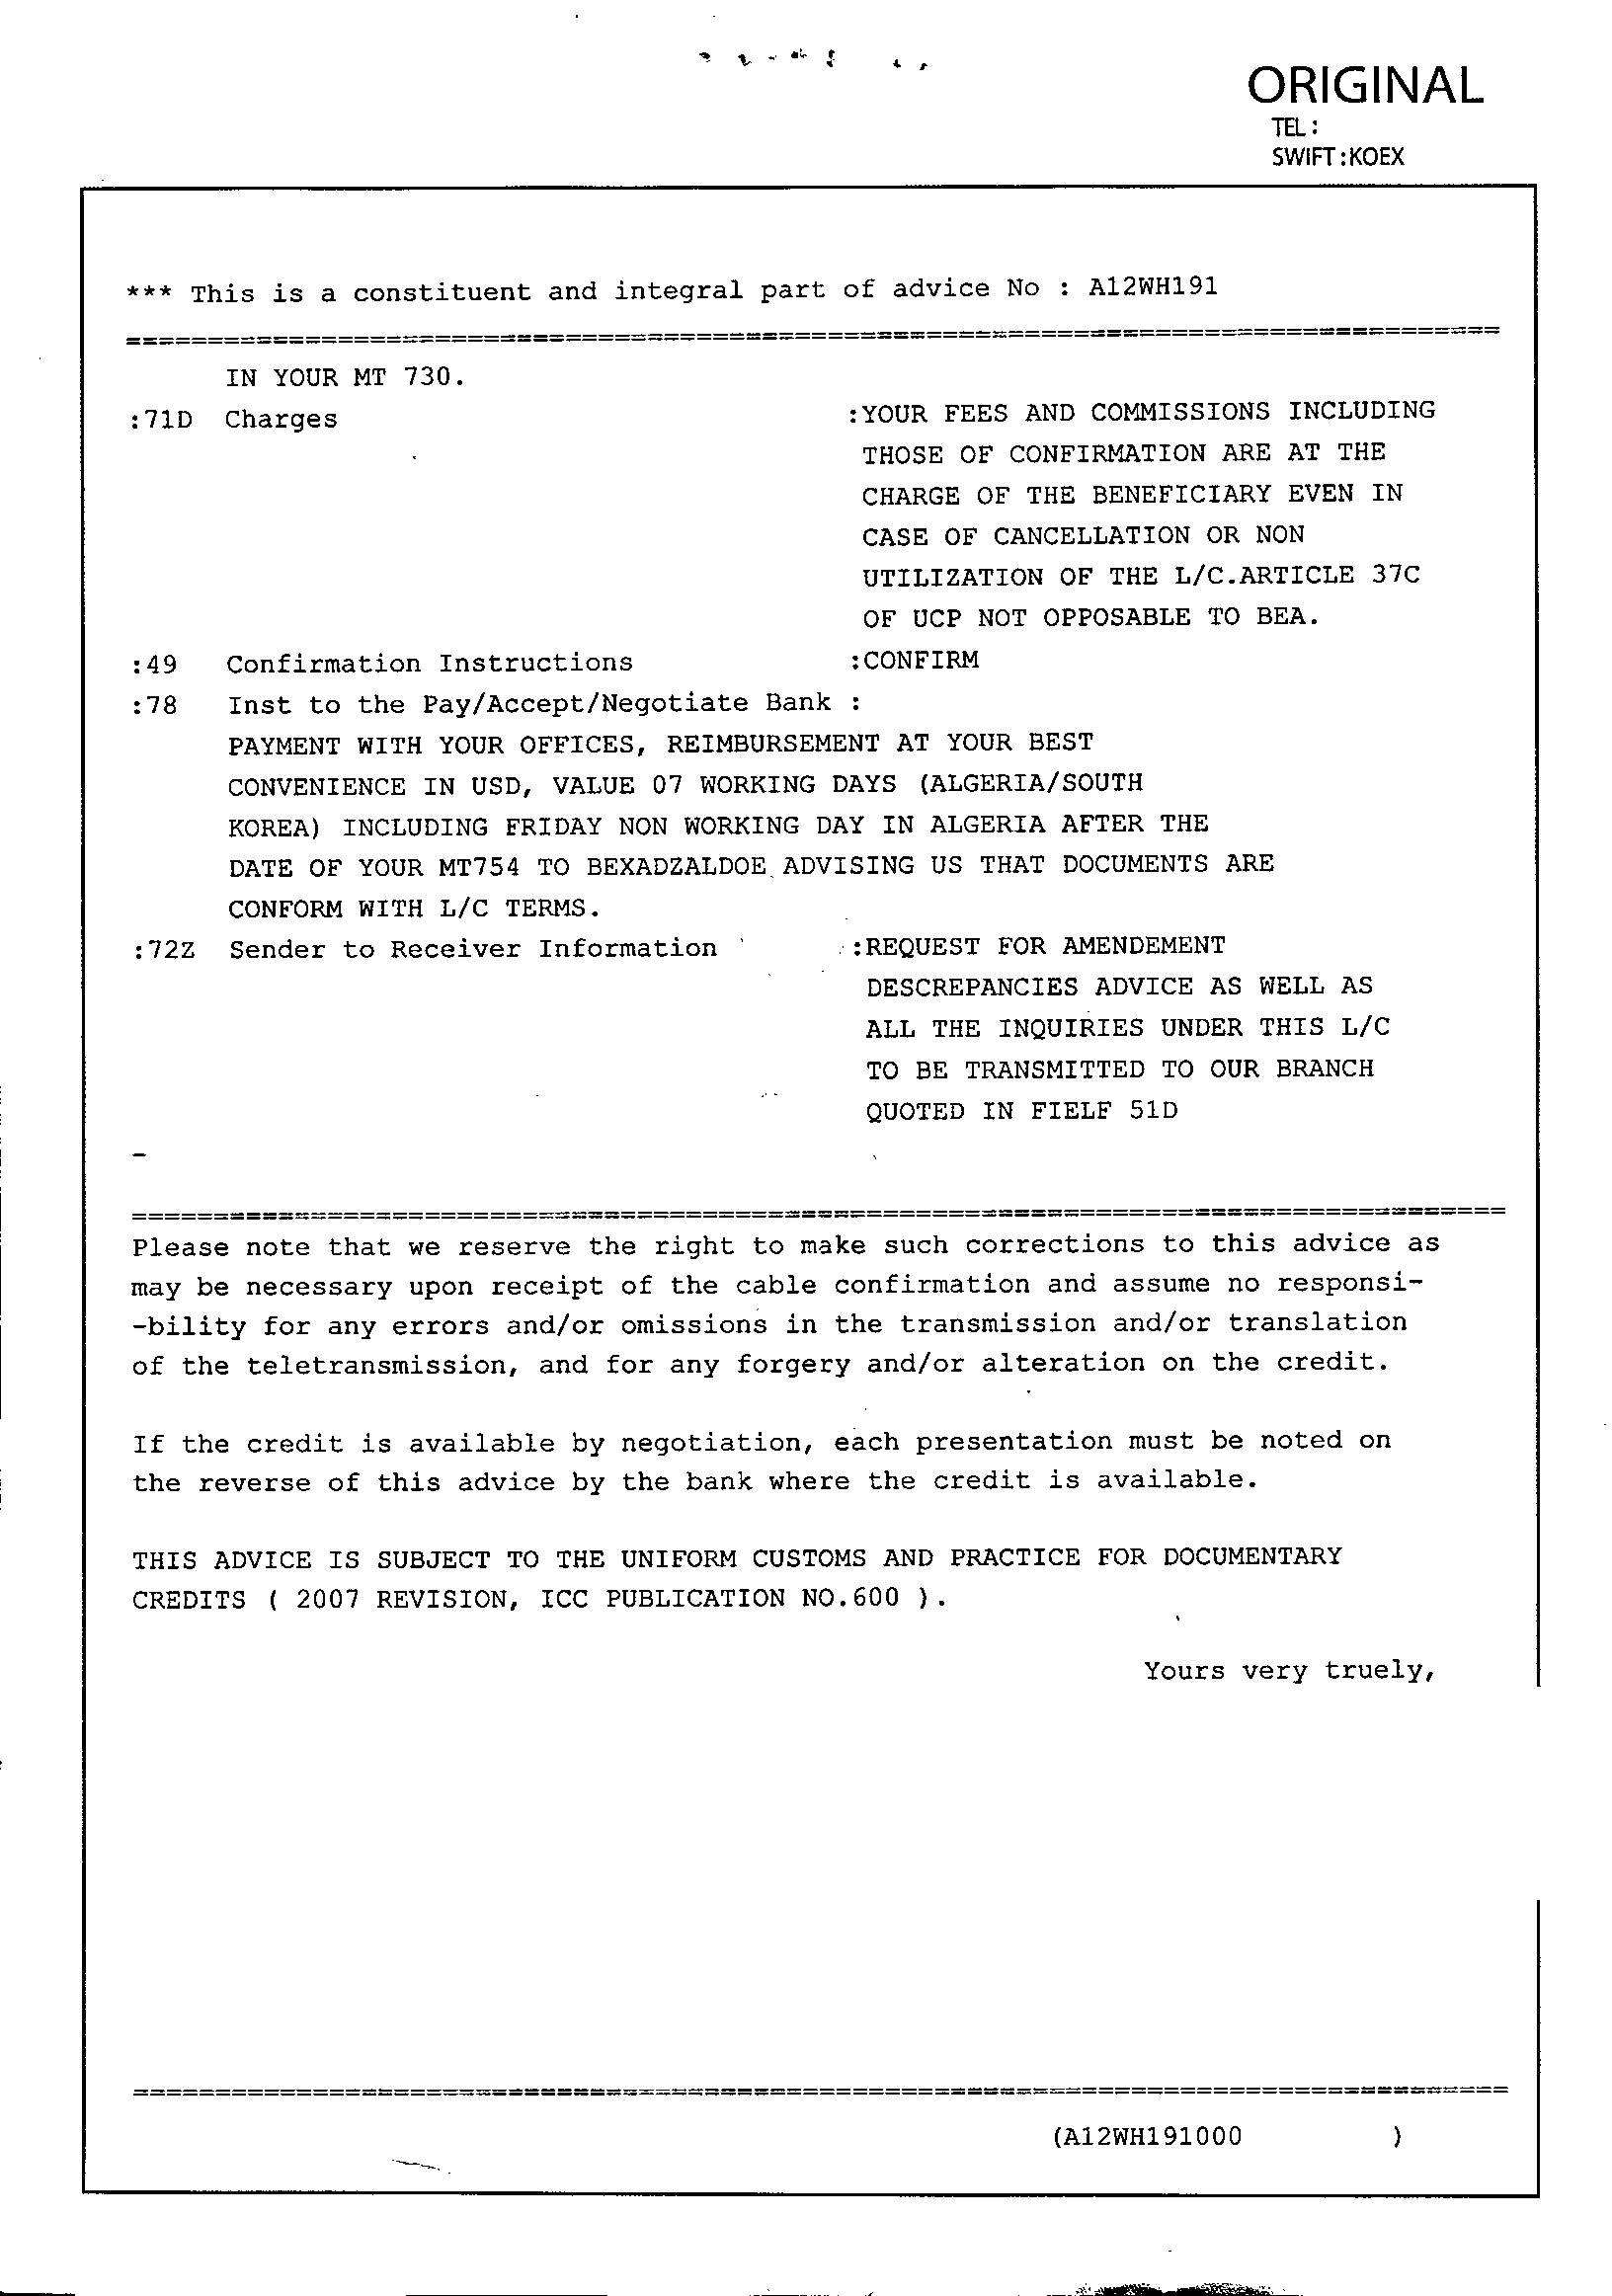 ORIGINAL
TEL :
SWIFT : KOEX
*** This is a constituent and integral part of advice No : A12WH191
=====================================================================================
IN YOUR MT 730.
:71D Charges :YOUR FEES AND COMMISSIONS INCLUDING
THOSE OF CONFIRMATION ARE AT THE
CHARGE OF THE BENEFICIARY EVEN IN
CASE OF CANCELLATION OR NON
UTILIZATION OF THE L/C.ARTICLE 37C
OF UCP NOT OPPOSABLE TO BEA.
:49 Confirmation Instructions :CONFIRM
:78 Inst to the Pay/Accept/Negotiate Bank :
PAYMENT WITH YOUR OFFICES, REIMBURSEMENT AT YOUR BEST
CONVENIENCE IN USD, VALUE 07 WORKING DAYS (ALGERIA/SOUTH
KOREA) INCLUDING FRIDAY NON WORKING DAY IN ALGERIA AFTER THE
DATE OF YOUR MT754 TO BEXADZALDOE ADVISING US THAT DOCUMENTS ARE
CONFORM WITH L/C TERMS.
:72Z Sender to Receiver Information :REQUEST FOR AMENDEMENT
DESCREPANCIES ADVICE AS WELL AS
ALL THE INQUIRIES UNDER THIS L/C
TO BE TRANSMITTED TO OUR BRANCH
QUOTED IN FIELF 51D
-
=====================================================================================
Please note that we reserve the right to make such corrections to this advice as
may be necessary upon receipt of the cable confirmation and assume no responsi-
-bility for any errors and/or omissions in the transmission and/or translation
of the teletransmission, and for any forgery and/or alteration on the credit.
If the credit is available by negotiation, each presentation must be noted on
the reverse of this advice by the bank where the credit is available.
THIS ADVICE IS SUBJECT TO THE UNIFORM CUSTOMS AND PRACTICE FOR DOCUMENTARY
CREDITS ( 2007 REVISION, ICC PUBLICATION NO.600 ).
Yours very truely,
=====================================================================================
(A12WH191000 )